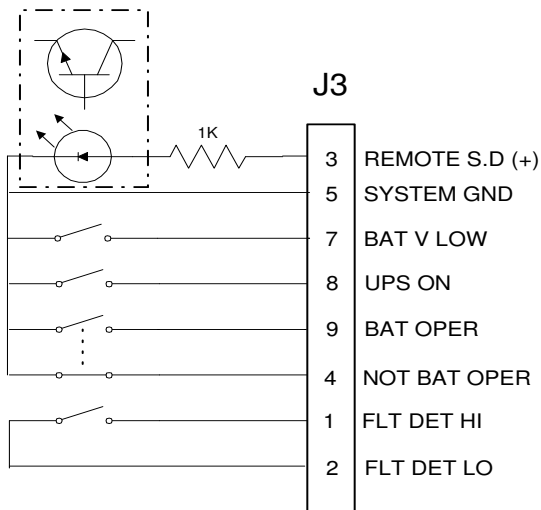 J3
1K
3 REMOTE S.D (+)
5 SYSTEM GND
7 BAT V LOW
8 UPS ON
9 BAT OPER
4 NOT BAT OPER
1 FLT DET HI
2 FLT DET LO